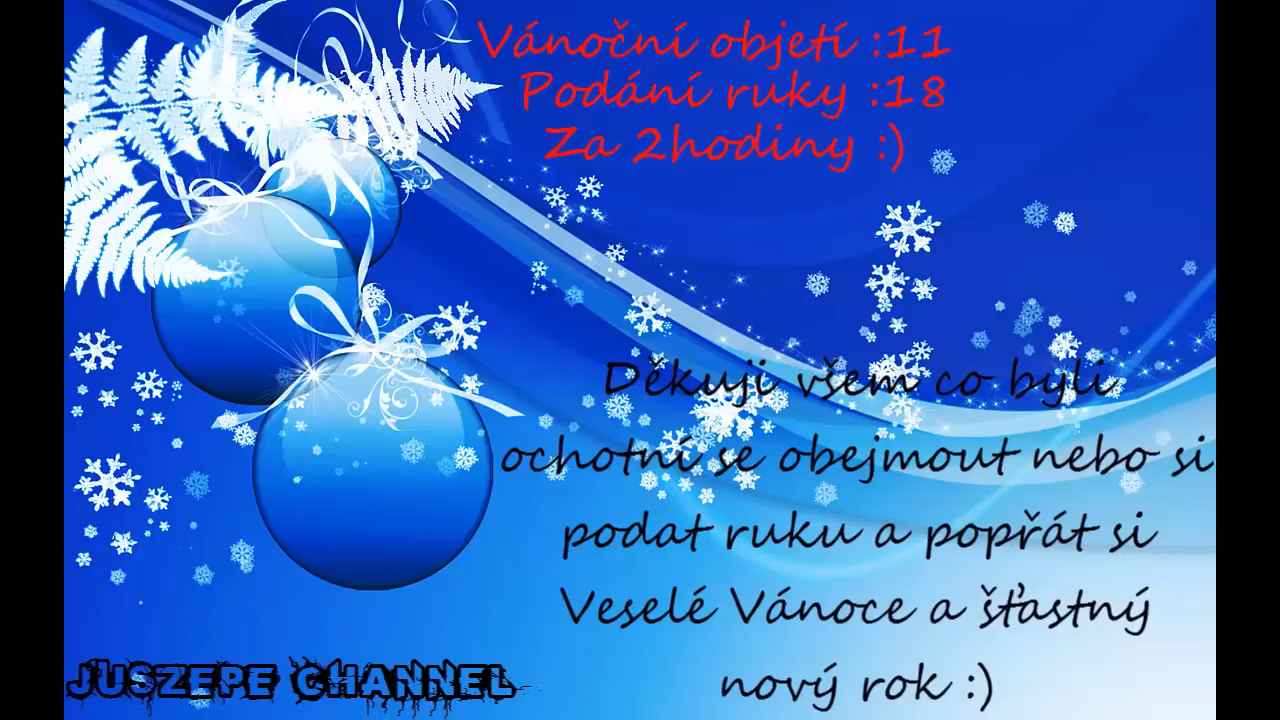 Vánoční objetí :11
Podání ruky :18
Za 2hodiny :)
Děkuji všem co byli
ochotní se obejmout nebo si
podat ruku a popřát si
Veselé Vánoce a šťastný
nový rok :)
JUSZEPE CHANNEL